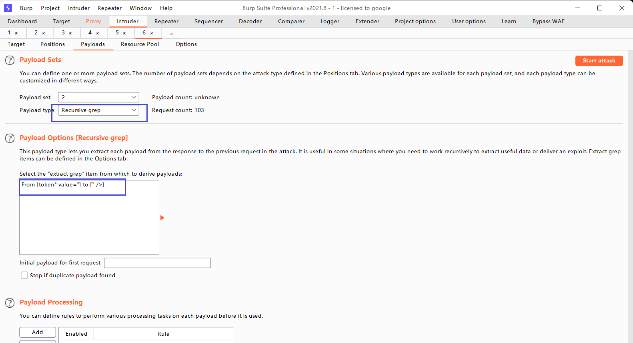 Burp Project Intruder Repeater Window Help
Burp Suite Professional v2021.8 - 1 - licensed to google
Dashboard Target Proxy Intruder Repeater Sequencer Decoder Comparer Logger Extender Project options User options Learn Bypass WAF
1 × 2 × 3 × 4 × 5 × 6 × ...
Target Positions Payloads Resource Pool Options
? Payload Sets
Start attack
You can define one or more payload sets. The number of payload sets depends on the attack type defined in the Positions tab. Various payload types are available for each payload set, and each payload type can be
customized in different ways.
Payload set: 2 Payload count: unknown
Payload type: Recursive grep Request count: 103
? Payload Options [Recursive grep]
This payload type lets you extract each payload from the response to the previous request in the attack. It is useful in some situations where you need to work recursively to extract useful data or deliver an exploit. Extract grep
items can be defined in the Options tab.
Select the "extract grep" item from which to derive payloads:
From [token" value="] to [" />]
Initial payload for first request:
Stop if duplicate payload found
? Payload Processing
You can define rules to perform various processing tasks on each payload before it is used.
Add Enabled Rule